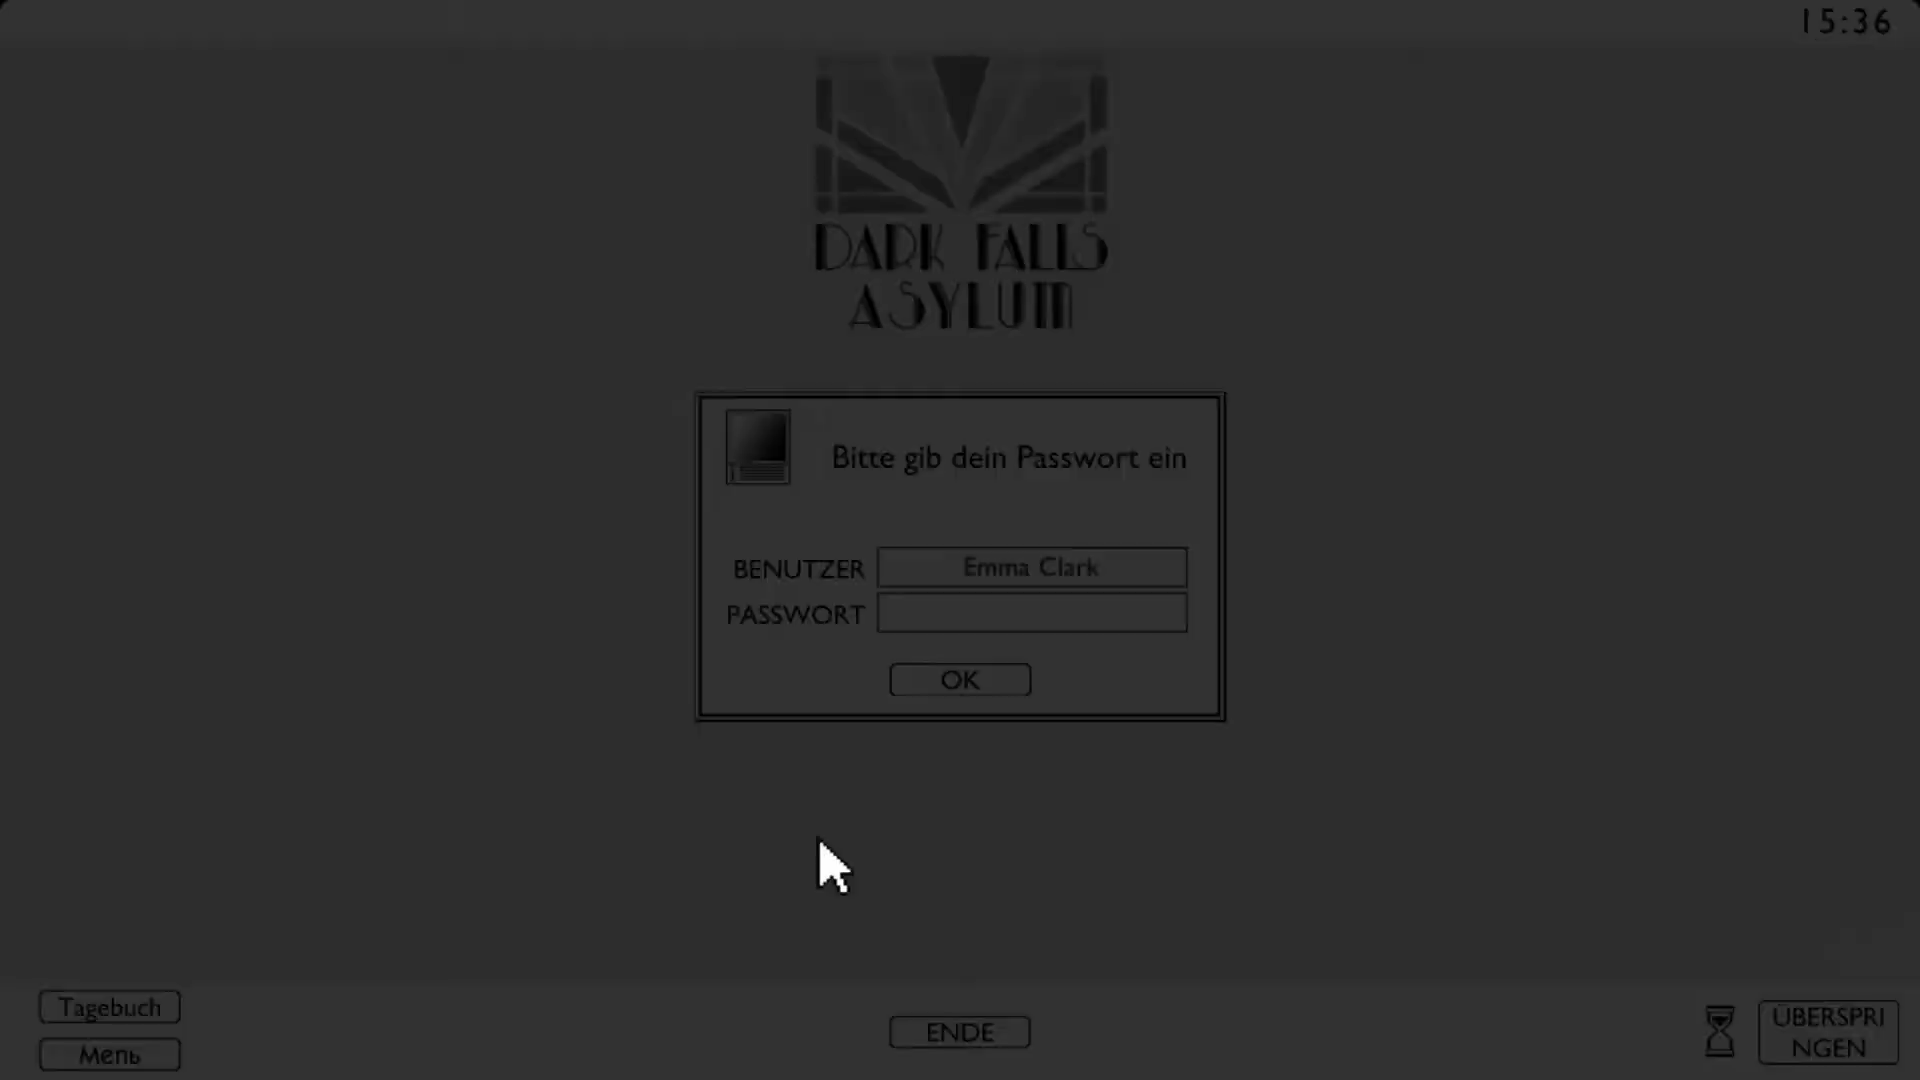 15:36
DARK FALLS
ASYLUM
Bitte gib dein Passwort ein
BENUTZER Emma Clark
PASSWORT
OK
Tagebuch
Menü
ENDE
ÜBERSPRI
NGEN